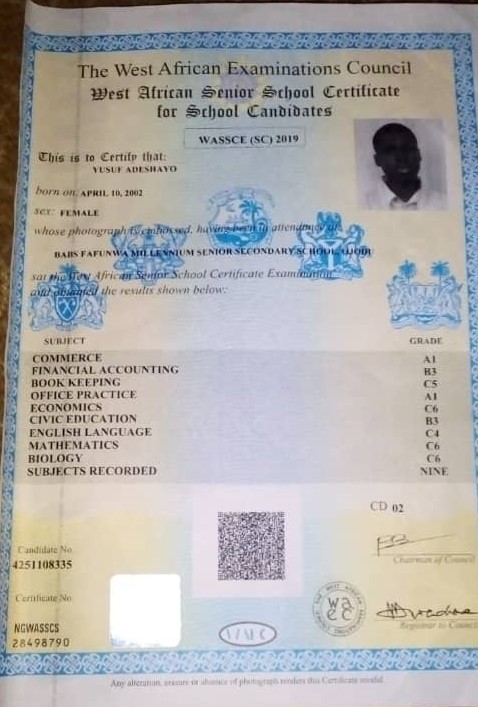 The West African Examinations Council
West African Senior School Certificate
for School Candidates
WASSCE (SC) 2019
This is to Certify that:
YUSUF ADESHAYO
born on: APRIL 10, 2002
sex: FEMALE
whose photograph is embossed, having been in attendance at
BABS FAFUNWA MILLENNIUM SENIOR SECONDARY SCHOOL, OJODU
sat the West African Senior School Certificate Examination
and obtained the results shown below:
SUBJECT GRADE
COMMERCE A1
FINANCIAL ACCOUNTING B3
BOOK KEEPING C5
OFFICE PRACTICE A1
ECONOMICS C6
CIVIC EDUCATION B3
ENGLISH LANGUAGE C4
MATHEMATICS C6
BIOLOGY C6
SUBJECTS RECORDED NINE
CD 02
Candidate No
4251108335
Chairman of Council
Certificate No
NGWASSCS
28498790
WAEC
Registrar to Council
Any alteration, erasure or absence of photograph renders this Certificate invalid